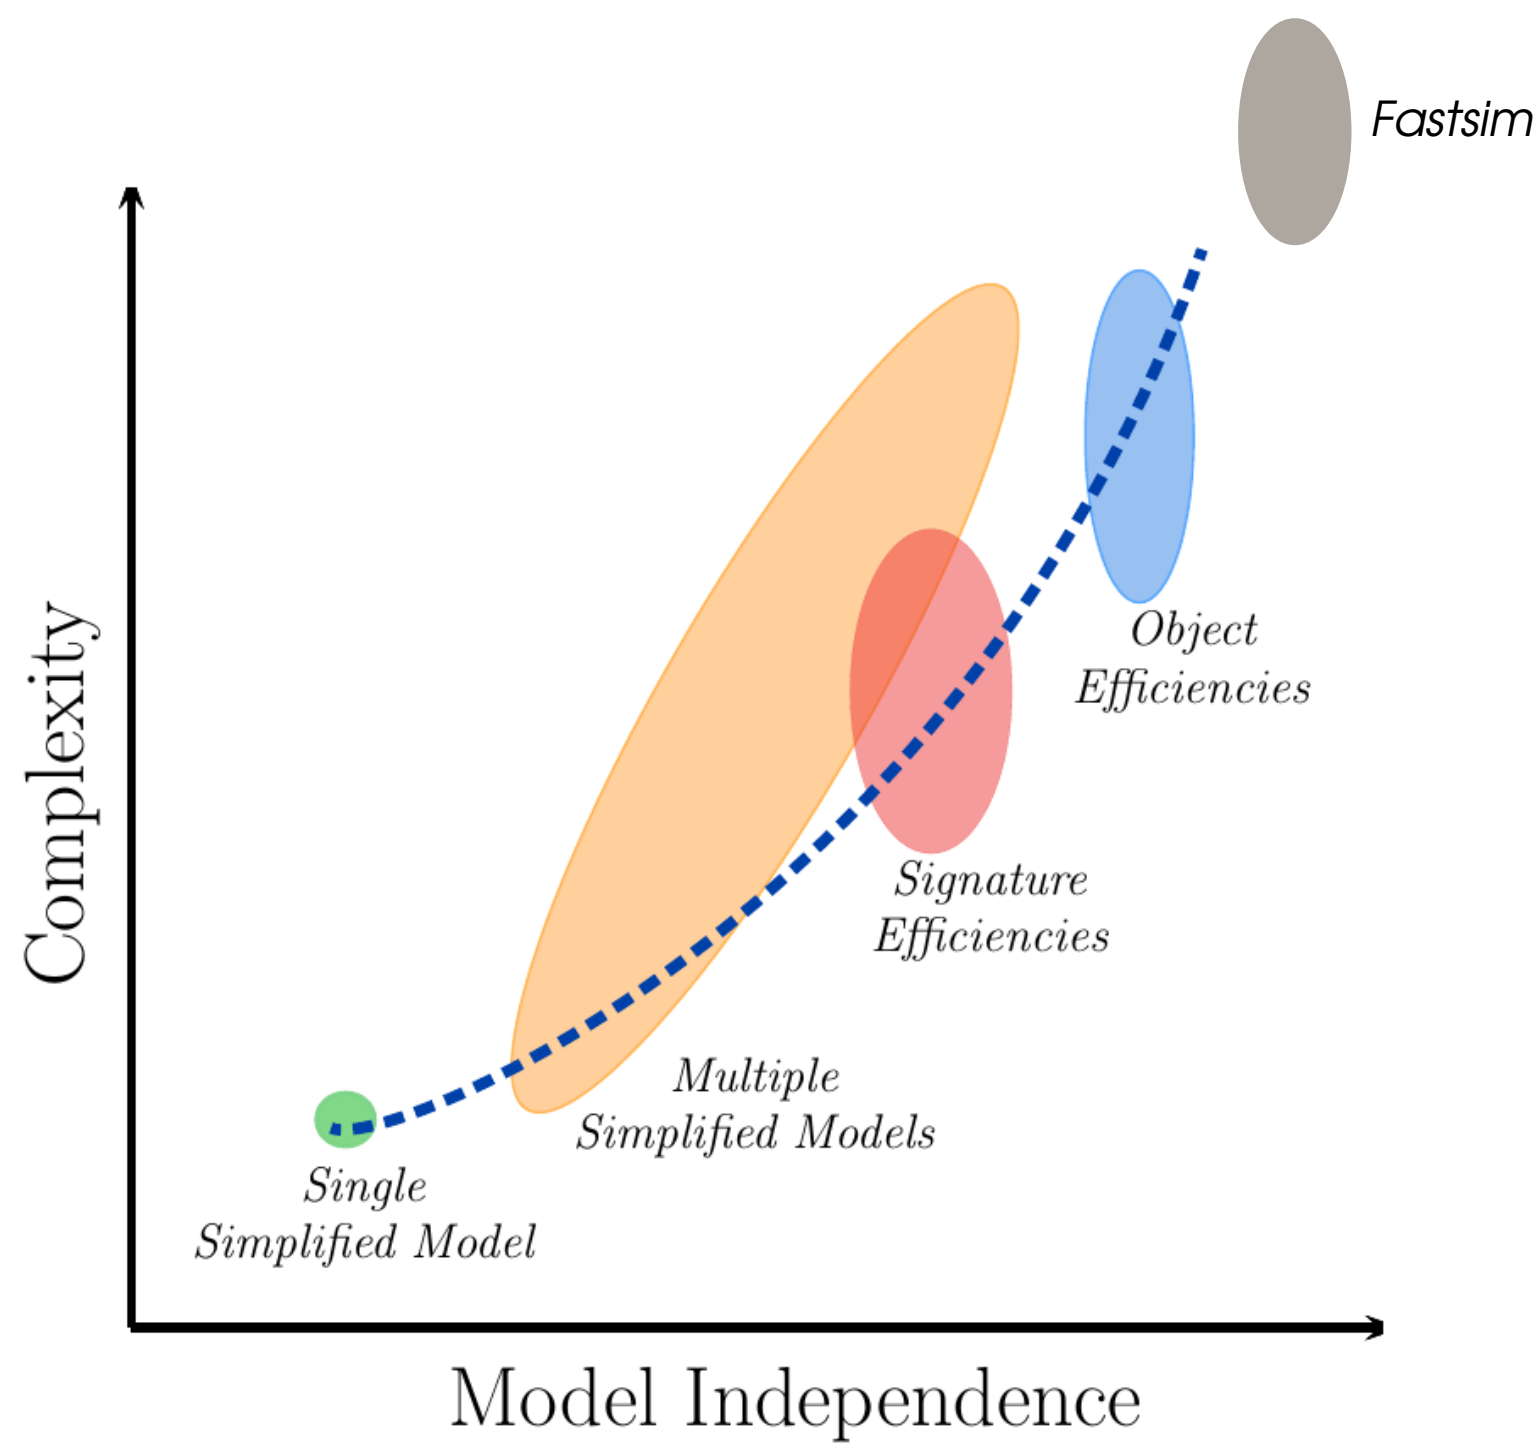 Fastsim
Complexity
Object
Efficiencies
Signature
Efficiencies
Multiple
Simplified Models
Single
Simplified Model
Model Independence